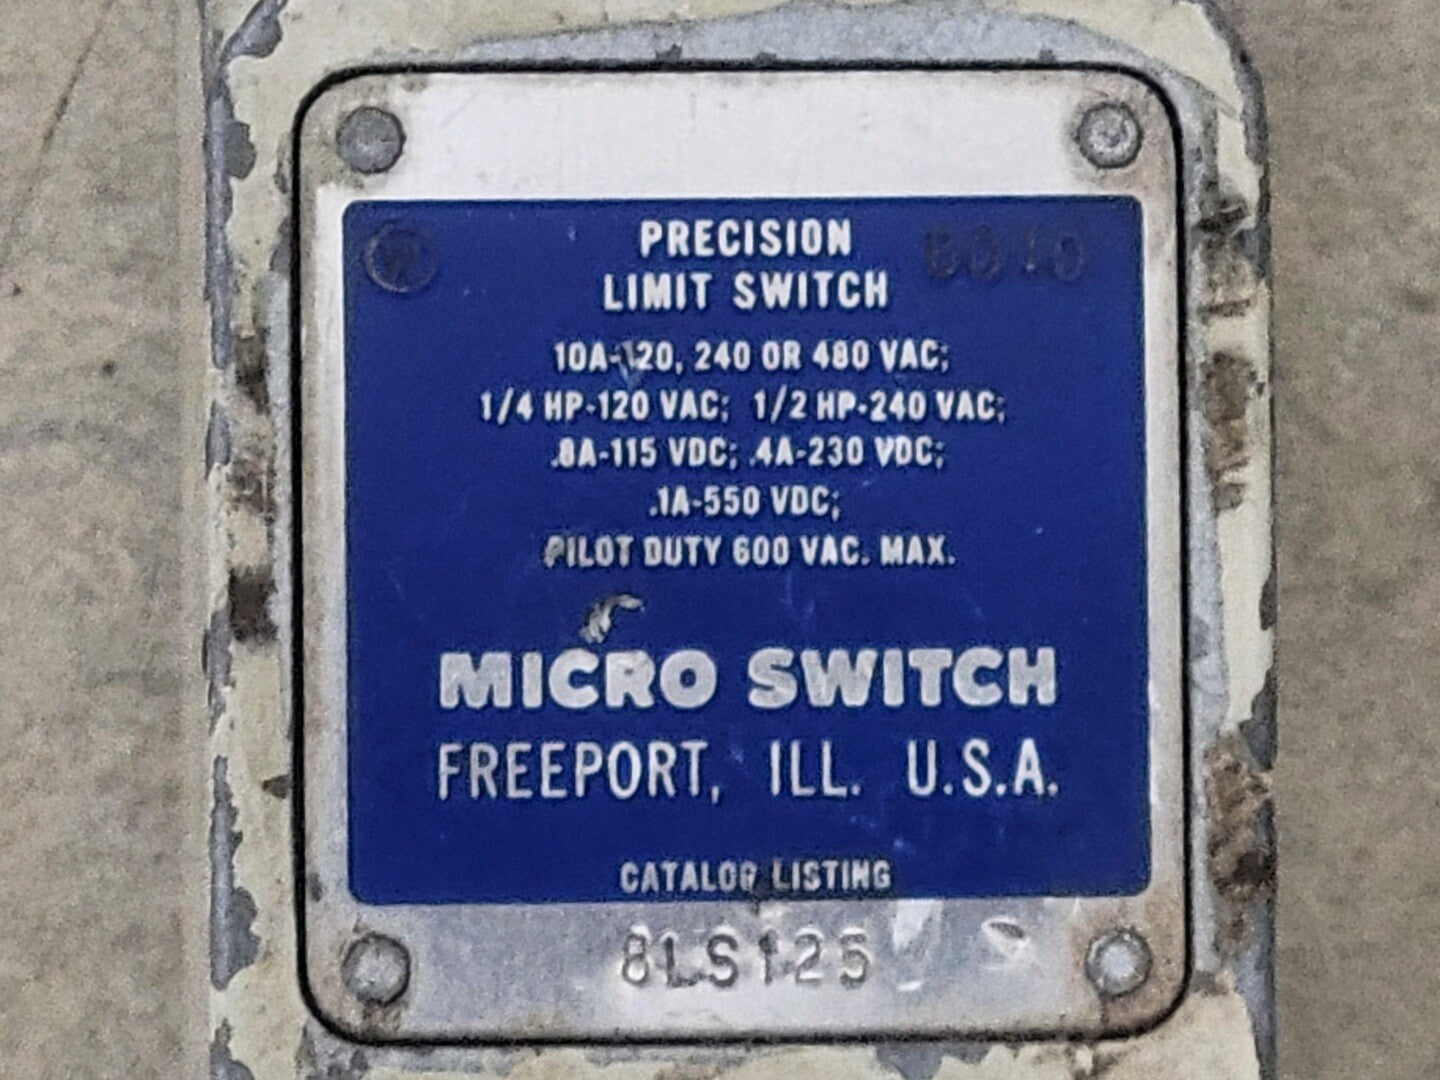 PRECISION
LIMIT SWITCH
10A-120, 240 OR 480 VAC;
1/4 HP-120 VAC; 1/2 HP-240 VAC;
.8A-115 VDC; .4A-230 VDC;
.1A-550 VDC;
PILOT DUTY 600 VAC. MAX.
MICRO SWITCH
FREEPORT, ILL. U.S.A.
CATALOG LISTING
8LS125